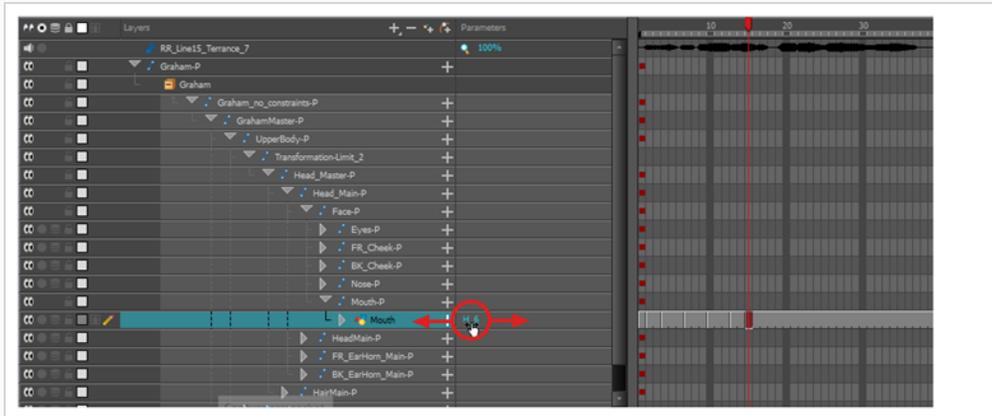 Layers Parameters 10 20 30
RR_Line15_Terrance_7 100%
Graham-P
Graham
Graham_no_constraints-P
GrahamMaster-P
UpperBody-P
Transformation-Limit_2
Head_Master-P
Head_Main-P
Face-P
Eyes-P
FR_Cheek-P
BK_Cheek-P
Nose-P
Mouth-P
Mouth H_6
HeadMain-P
FR_EarHorn_Main-P
BK_EarHorn_Main-P
HairMain-P